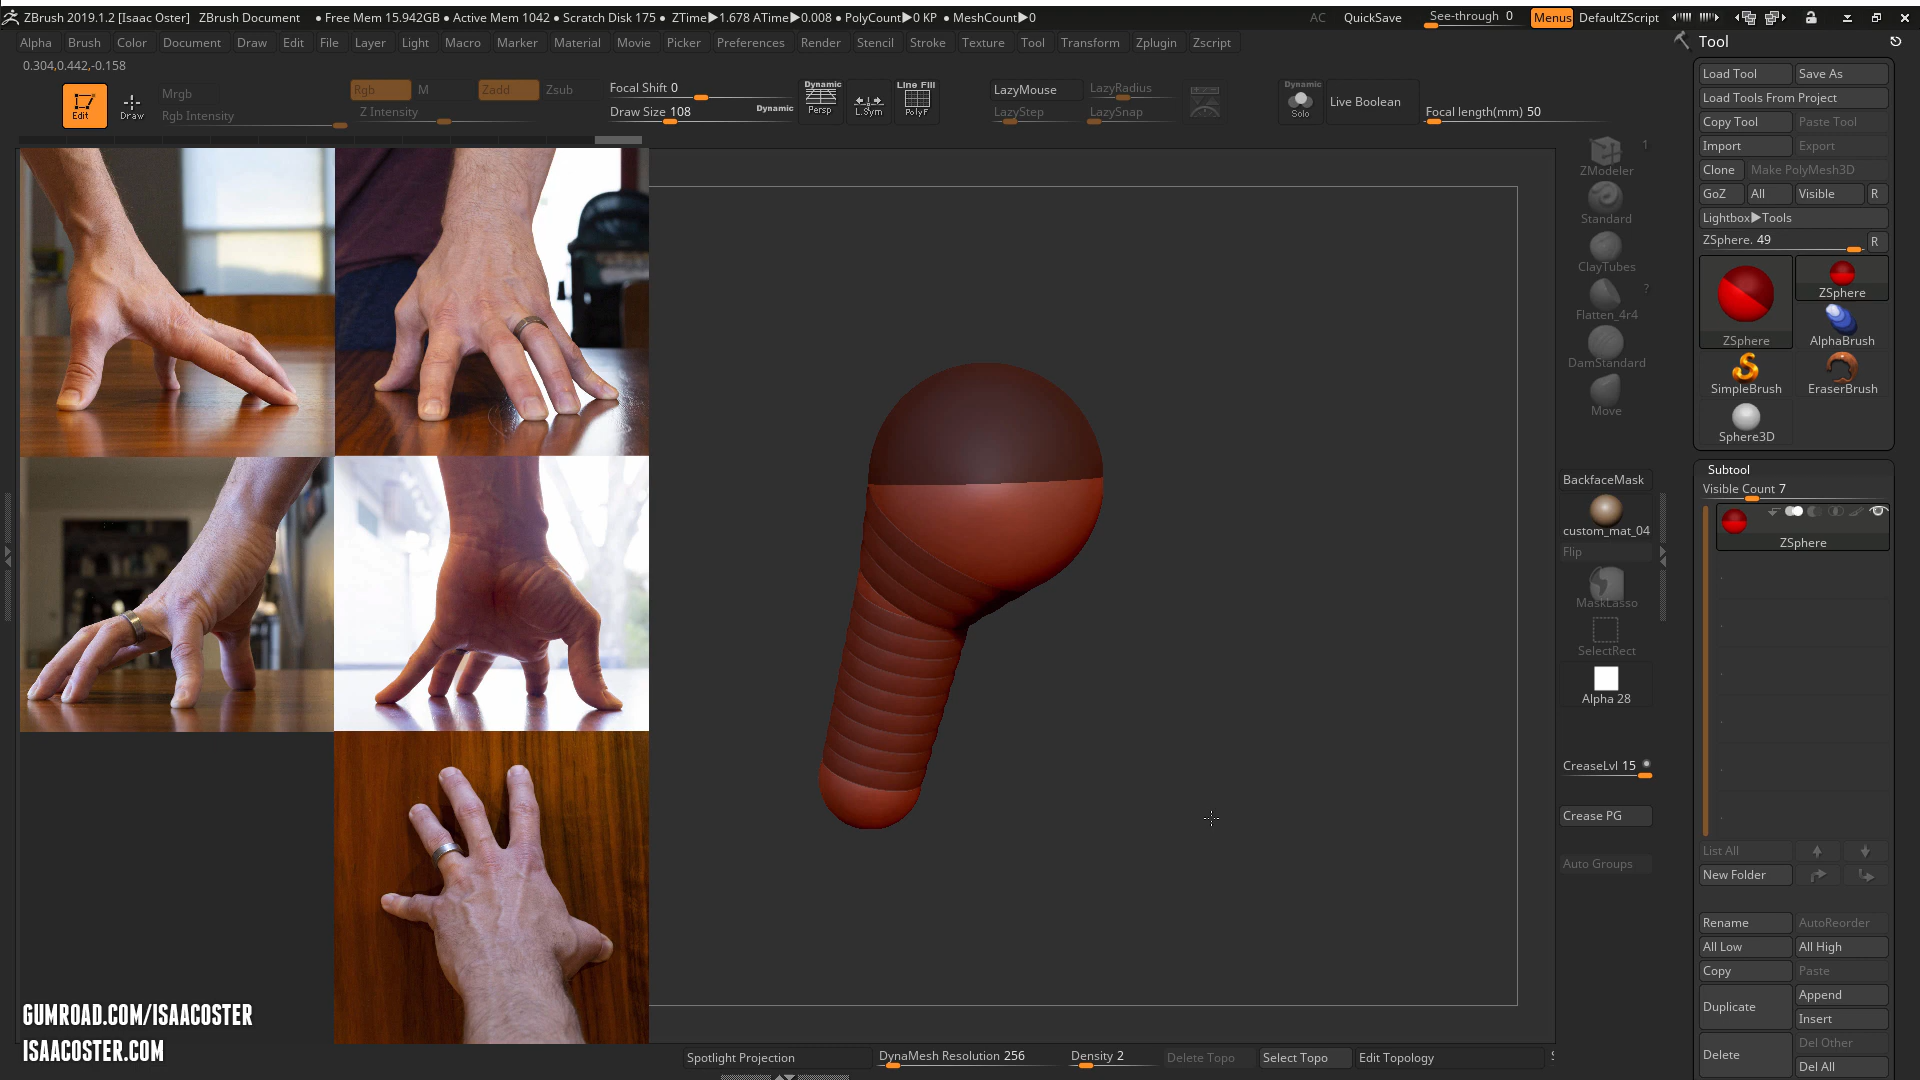 ZBrush 2019.1.2 [Isaac Oster] ZBrush Document • Free Mem 15.942GB • Active Mem 1042 • Scratch Disk 175 • ZTime▶1.678 ATime▶0.008 • PolyCount▶0 KP • MeshCount▶0 AC QuickSave See-through 0 Menus DefaultZScript
Alpha Brush Color Document Draw Edit File Layer Light Macro Marker Material Movie Picker Preferences Render Stencil Stroke Texture Tool Transform Zplugin Zscript
0.304,0.442,-0.158
Edit Draw
Mrgb
Rgb Intensity
Rgb M Zadd Zsub
Z Intensity
Focal Shift 0
Draw Size 108 Dynamic
Dynamic
Persp
L.Sym
Line Fill
PolyF
LazyMouse LazyRadius
LazyStep LazySnap
Dynamic
Solo
Live Boolean
Focal length(mm) 50
1
ZModeler
Standard
ClayTubes
?
Flatten_4r4
DamStandard
Move
BackfaceMask
custom_mat_04
Flip
MaskLasso
SelectRect
Alpha 28
CreaseLvl 15
Crease PG
Auto Groups
Tool
Load Tool Save As
Load Tools From Project
Copy Tool Paste Tool
Import Export
Clone Make PolyMesh3D
GoZ All Visible R
Lightbox▶Tools
ZSphere. 49 R
ZSphere
ZSphere
AlphaBrush
SimpleBrush EraserBrush
Sphere3D
Subtool
Visible Count 7
ZSphere
List All
New Folder
Rename AutoReorder
All Low All High
Copy Paste
Duplicate Append
Insert
Delete Del Other
Del All
GUMROAD.COM/ISAACOSTER
ISAACOSTER.COM
Spotlight Projection DynaMesh Resolution 256 Density 2 Delete Topo Select Topo Edit Topology